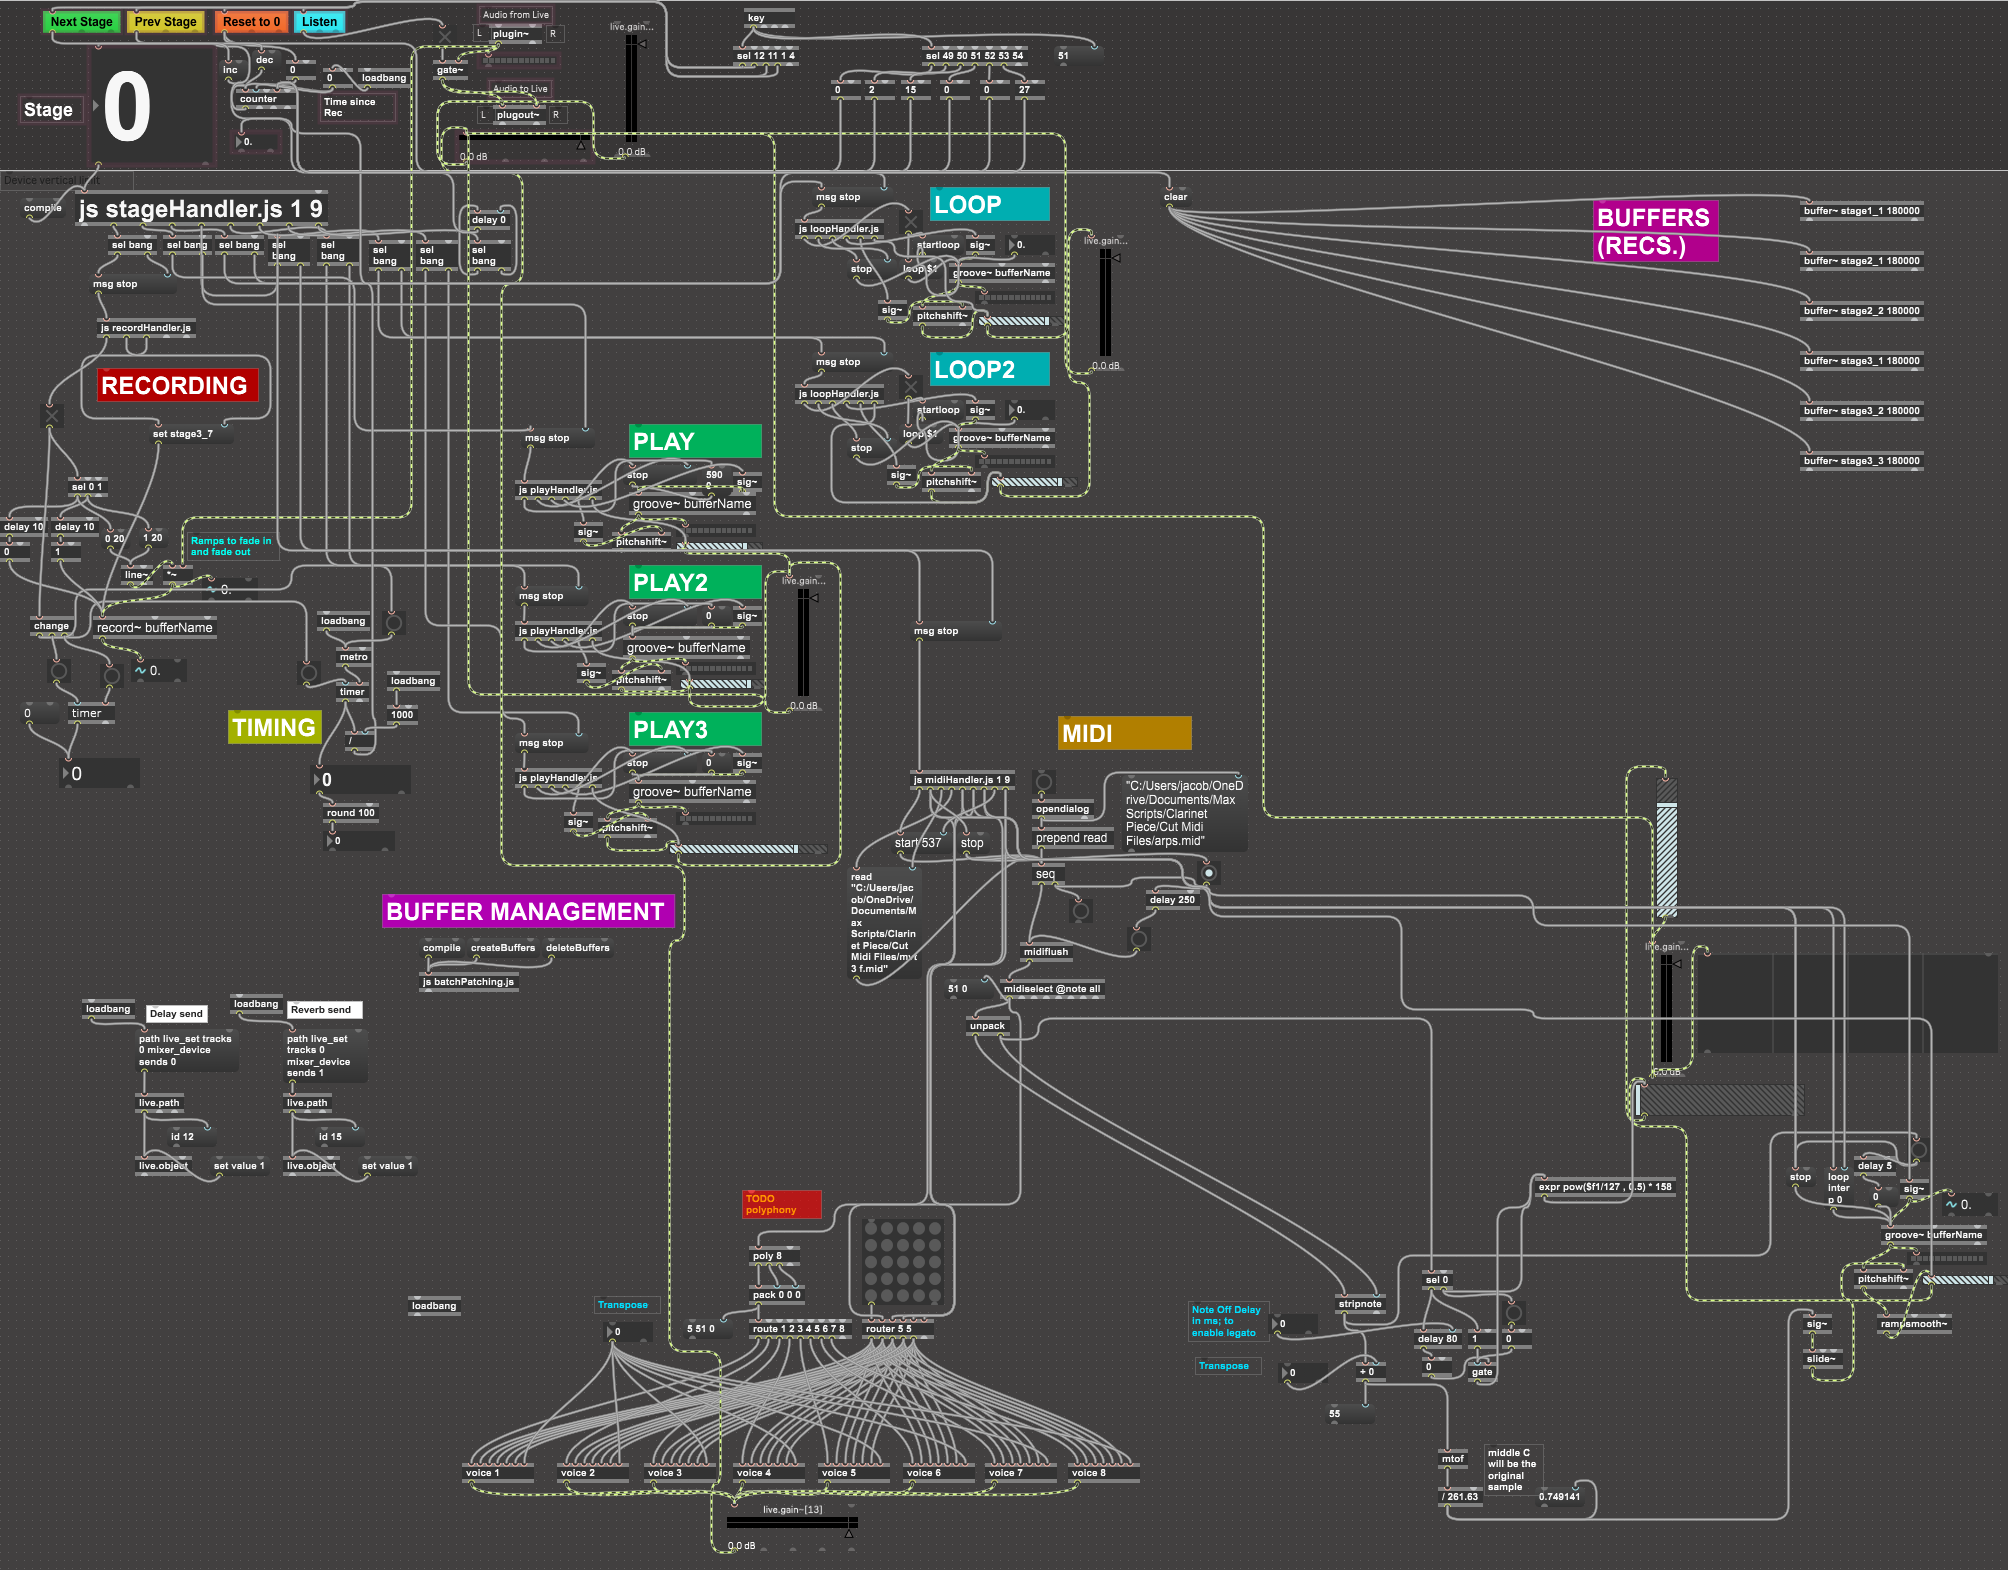 Next Stage
Prev Stage
Reset to 0
Listen
Audio from Live
L
plugin~
R
live.gain...
key
inc
dec
0
0
loadbang
gate~
sel 12 11 1 4
sel 49 50 51 52 53 54
51
counter
Time since
Rec
Audio to Live
L
plugout~
R
0
2
15
0
0
27
Stage
0
0.
0.0 dB
0.0 dB
Device vertical limit
compile
js stageHandler.js 1 9
delay 0
sel bang
sel bang
sel bang
sel
bang
sel
bang
sel
bang
sel
bang
sel
bang
msg stop
js recordHandler.js
RECORDING
set stage3_7
sel 0 1
delay 10
delay 10
0 20
1 20
0
1
Ramps to fade in
and fade out
line~
*~
0.
change
record~ bufferName
0.
0
timer
0
loadbang
metro
timer
loadbang
1000
/
TIMING
0
round 100
0
msg stop
LOOP
js loopHandler.js
startloop
sig~
0.
stop
loop $1
groove~ bufferName
sig~
pitchshift~
live.gain...
0.0 dB
msg stop
LOOP2
js loopHandler.js
startloop
sig~
0.
stop
loop $1
groove~ bufferName
sig~
pitchshift~
clear
BUFFERS
(RECS.)
buffer~ stage1_1 180000
buffer~ stage2_1 180000
buffer~ stage2_2 180000
buffer~ stage3_1 180000
buffer~ stage3_2 180000
buffer~ stage3_3 180000
msg stop
PLAY
stop
590
0
sig~
js playHandler.js
groove~ bufferName
sig~
pitchshift~
msg stop
PLAY2
stop
0
sig~
js playHandler.js
groove~ bufferName
sig~
pitchshift~
live.gain...
0.0 dB
msg stop
PLAY3
stop
0
sig~
js playHandler.js
groove~ bufferName
sig~
pitchshift~
msg stop
MIDI
js midiHandler.js 1 9
opendialog
prepend read
"C:/Users/jacob/OneD
rive/Documents/Max
Scripts/Clarinet
Piece/Cut Midi
Files/arps.mid"
start 537
stop
seq
read
"C:/Users/jac
ob/OneDrive/
Documents/M
ax
Scripts/Clarin
et Piece/Cut
Midi Files/mvt
3 f.mid"
delay 250
midiflush
51 0
midiselect @note all
unpack
BUFFER MANAGEMENT
compile
createBuffers
deleteBuffers
js batchPatching.js
loadbang
Delay send
path live_set tracks
0 mixer_device
sends 0
live.path
id 12
live.object
set value 1
loadbang
Reverb send
path live_set
tracks 0
mixer_device
sends 1
live.path
id 15
live.object
set value 1
live.gain...
0.0 dB
TODO
polyphony
poly 8
pack 0 0 0
loadbang
Transpose
0
5 51 0
route 1 2 3 4 5 6 7 8
router 5 5
voice 1
voice 2
voice 3
voice 4
voice 5
voice 6
voice 7
voice 8
live.gain~[13]
0.0 dB
expr pow($f1/127 , 0.5) * 158
stop
loop
inter
p 0
delay 5
0
sig~
0.
groove~ bufferName
pitchshift~
rampsmooth~
sig~
slide~
sel 0
stripnote
Note Off Delay
in ms; to
enable legato
0
delay 80
1
0
0
gate
Transpose
0
+ 0
55
mtof
middle C
will be the
original
sample
/ 261.63
0.749141